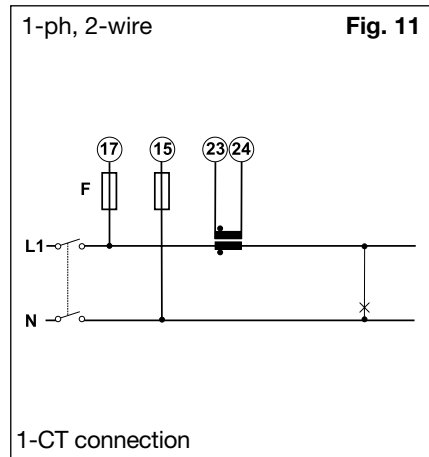 1-ph, 2-wire Fig. 11
17 15 23 24
F
L1
N
1-CT connection